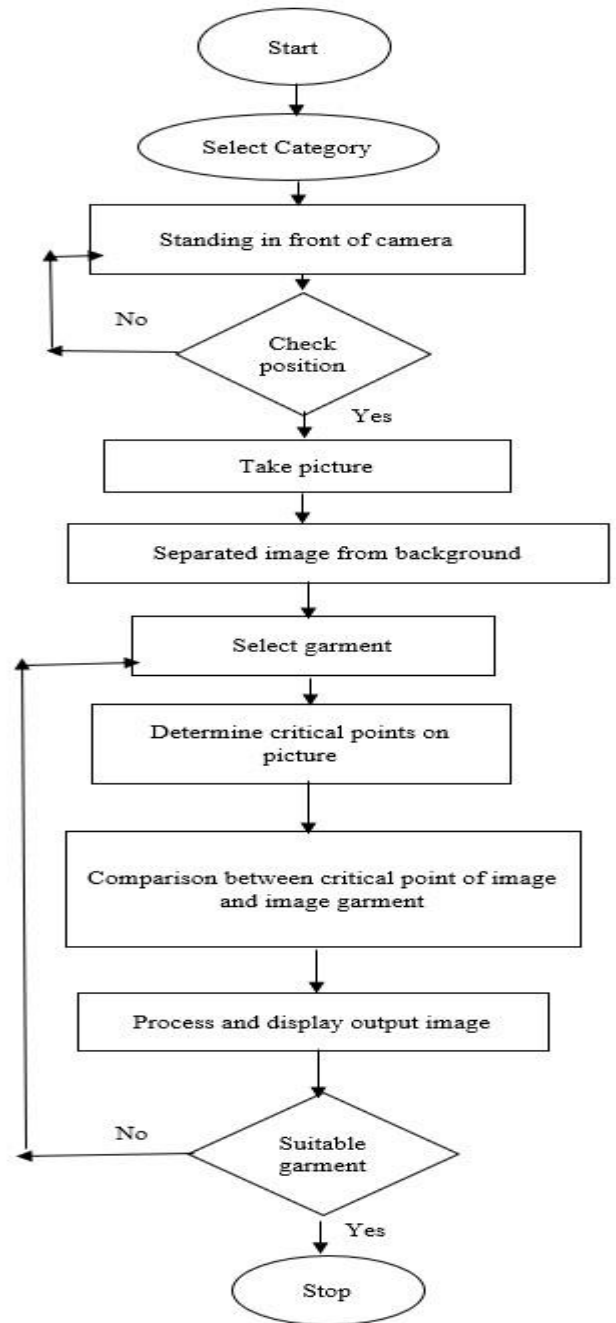 Start
Select Category
Standing in front of camera
No
Check
position
Yes
Take picture
Separated image from background
Select garment
Determine critical points on
picture
Comparison between critical point of image
and image garment
Process and display output image
No
Suitable
garment
Yes
Stop